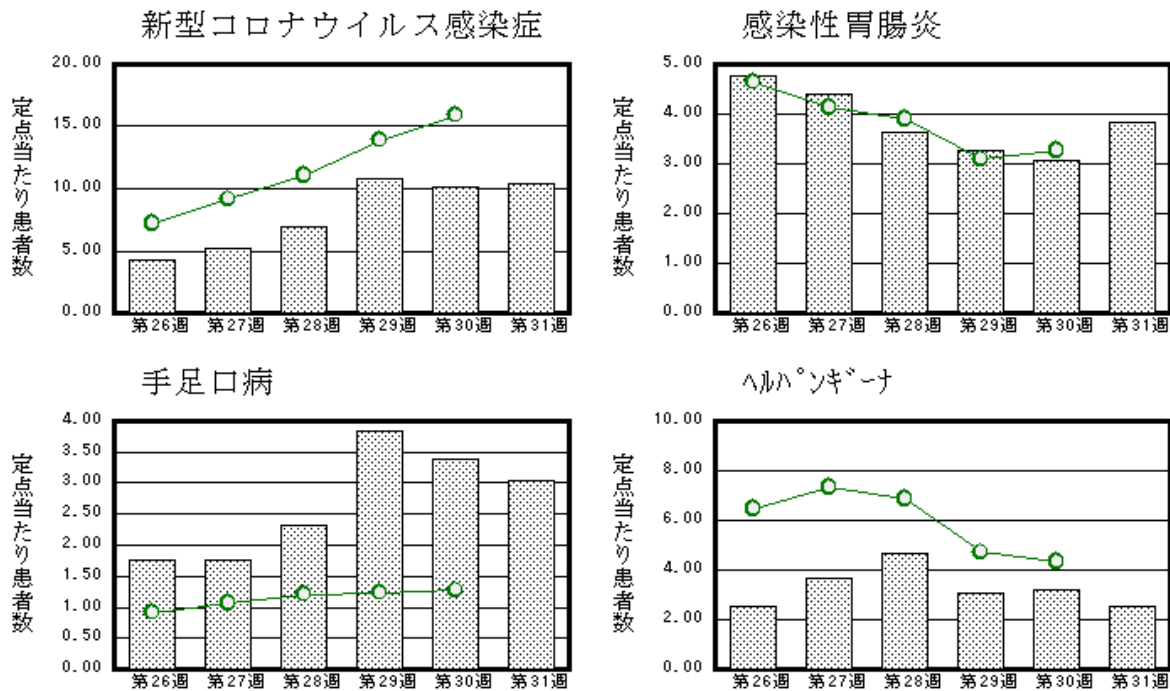 新型コロナウイルス感染症
定点当たり患者数
20.00
15.00
10.00
5.00
0.00
第26週 第27週 第28週 第29週 第30週 第31週
感染性胃腸炎
定点当たり患者数
5.00
4.00
3.00
2.00
1.00
0.00
第26週 第27週 第28週 第29週 第30週 第31週
手足口病
定点当たり患者数
4.00
3.50
3.00
2.50
2.00
1.50
1.00
0.50
0.00
第26週 第27週 第28週 第29週 第30週 第31週
ﾍﾙﾊﾟﾝｷﾞｰﾅ
定点当たり患者数
10.00
8.00
6.00
4.00
2.00
0.00
第26週 第27週 第28週 第29週 第30週 第31週